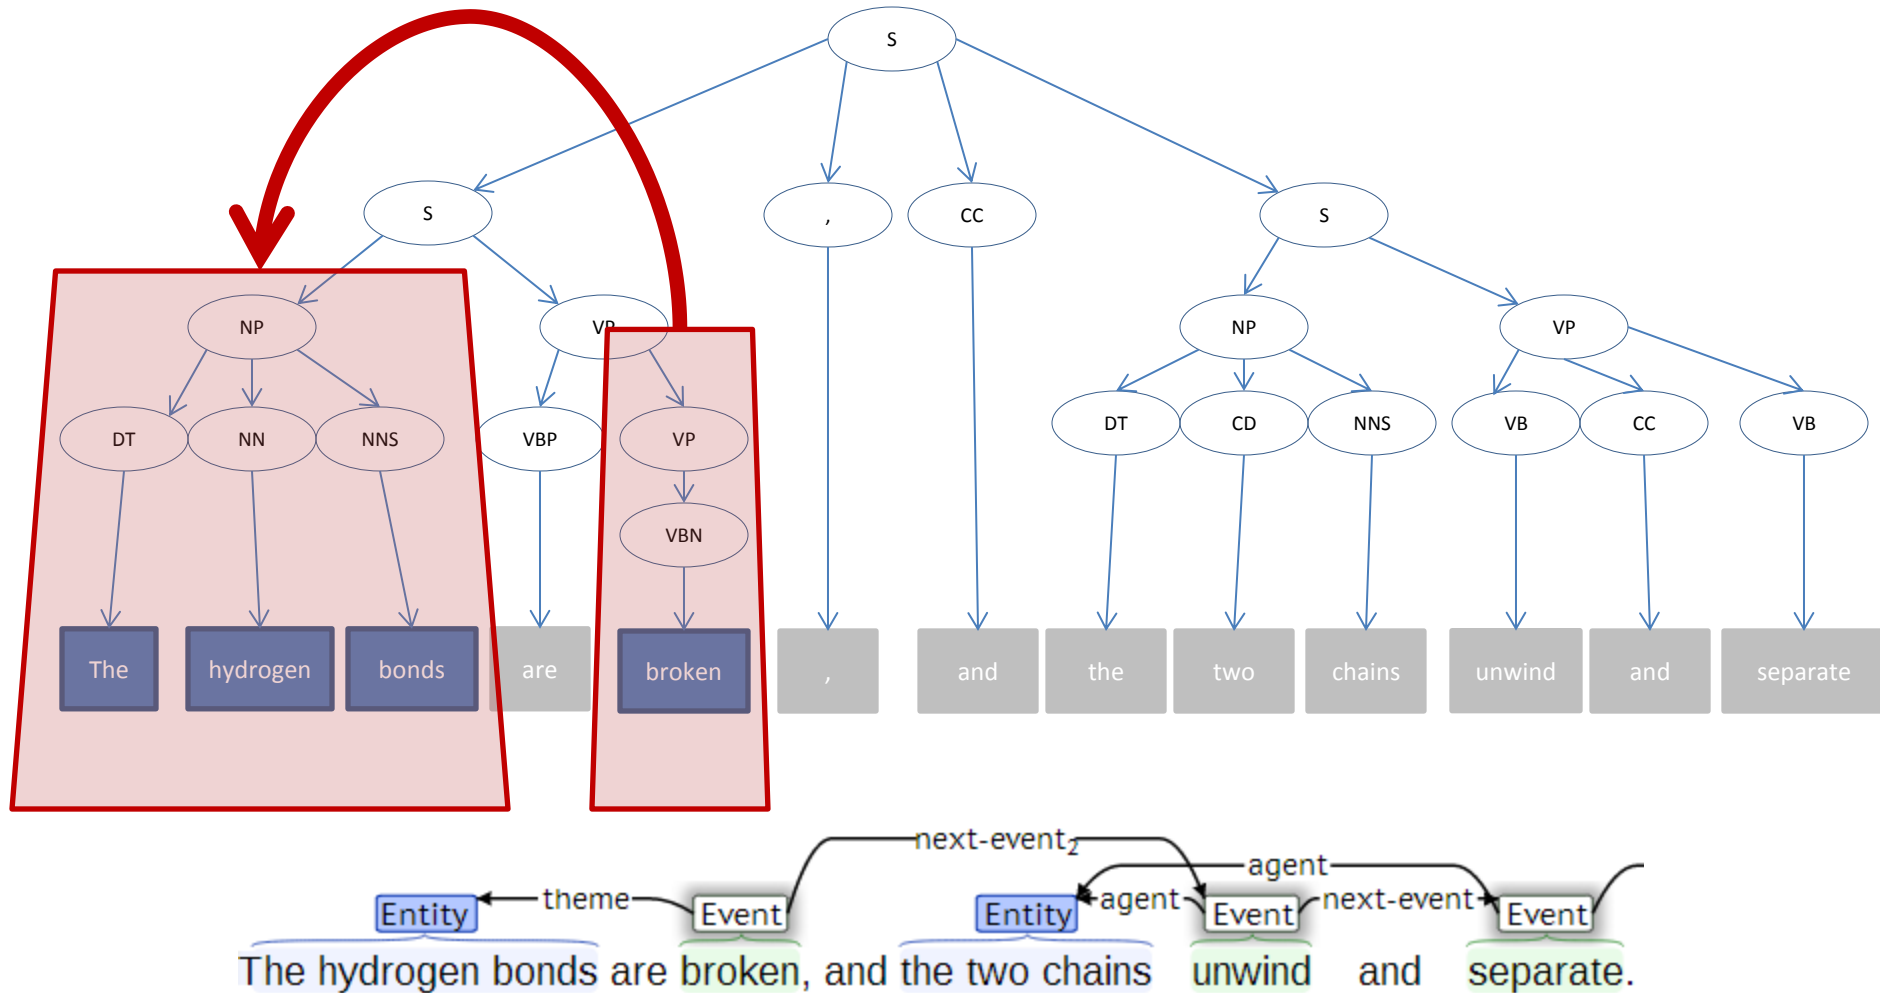 S
S , CC S
NP VP NP VP
DT NN NNS VBP VP DT CD NNS VB CC VB
VBN
The hydrogen bonds are broken , and the two chains unwind and separate
next-event2
agent
theme agent next-event
Entity Event Entity Event Event
The hydrogen bonds are broken, and the two chains unwind and separate.